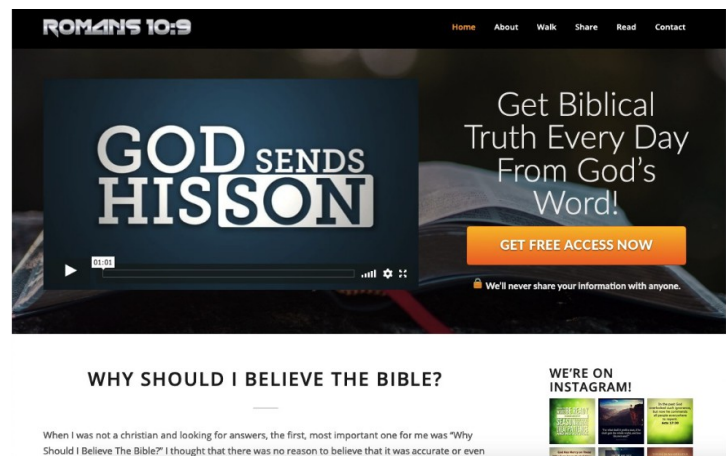 ROMANS 10:9
Home About Walk Share Read Contact
GOD SENDS
HIS SON
01:01
Get Biblical
Truth Every Day
From God's
Word!
GET FREE ACCESS NOW
We'll never share your information with anyone.
WHY SHOULD I BELIEVE THE BIBLE?
When I was not a christian and looking for answers, the first, most important one for me was “Why
Should I Believe The Bible?” I thought that there was no reason to believe that it was accurate or even
WE'RE ON
INSTAGRAM!